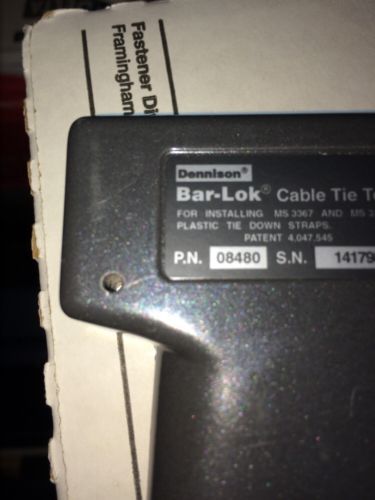 Fastener Di
Framingham
Dennison®
Bar-Lok® Cable Tie To
FOR INSTALLING MS 3367 AND MS 3
PLASTIC TIE DOWN STRAPS.
PATENT 4,047,545
P.N. 08480 S.N. 14179